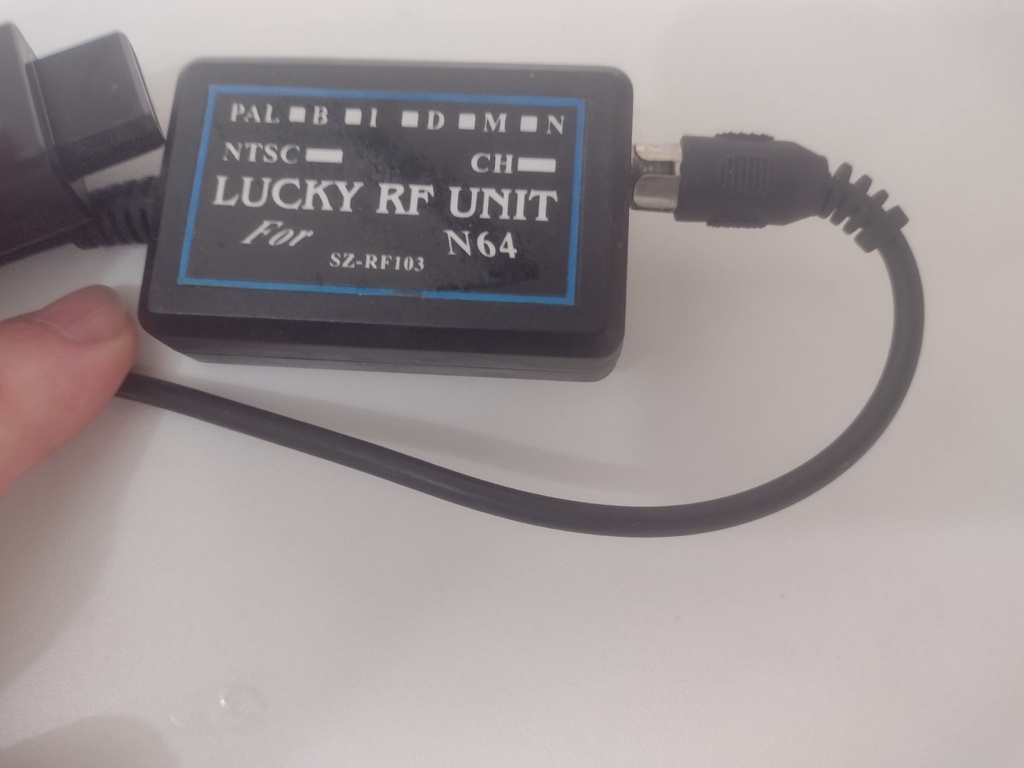 PAL B I D M N
NTSC CH
LUCKY RF UNIT
For N64
SZ-RF103